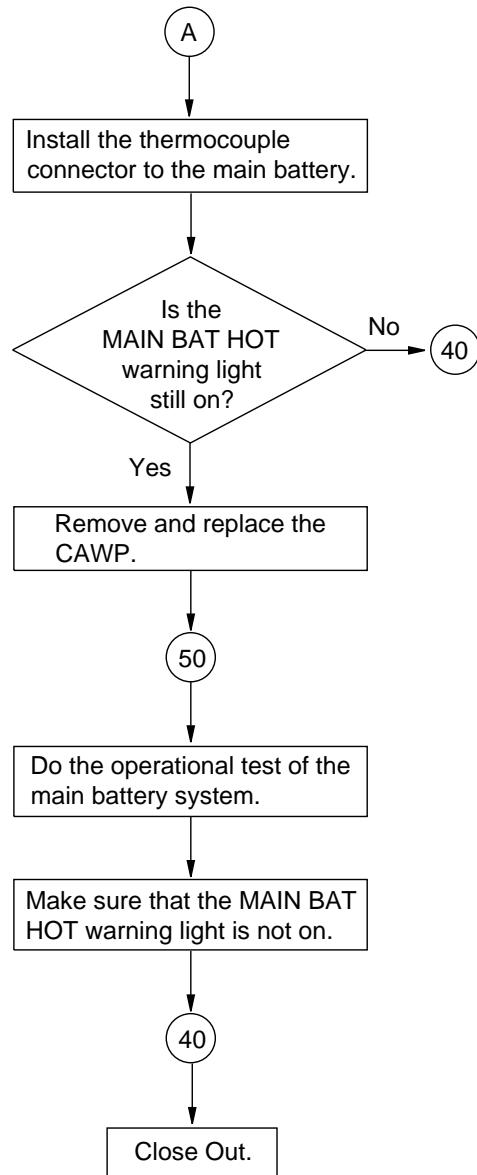 A
Install the thermocouple
connector to the main battery.
Is the
MAIN BAT HOT
warning light
still on?
No
40
Yes
Remove and replace the
CAWP.
50
Do the operational test of the
main battery system.
Make sure that the MAIN BAT
HOT warning light is not on.
40
Close Out.